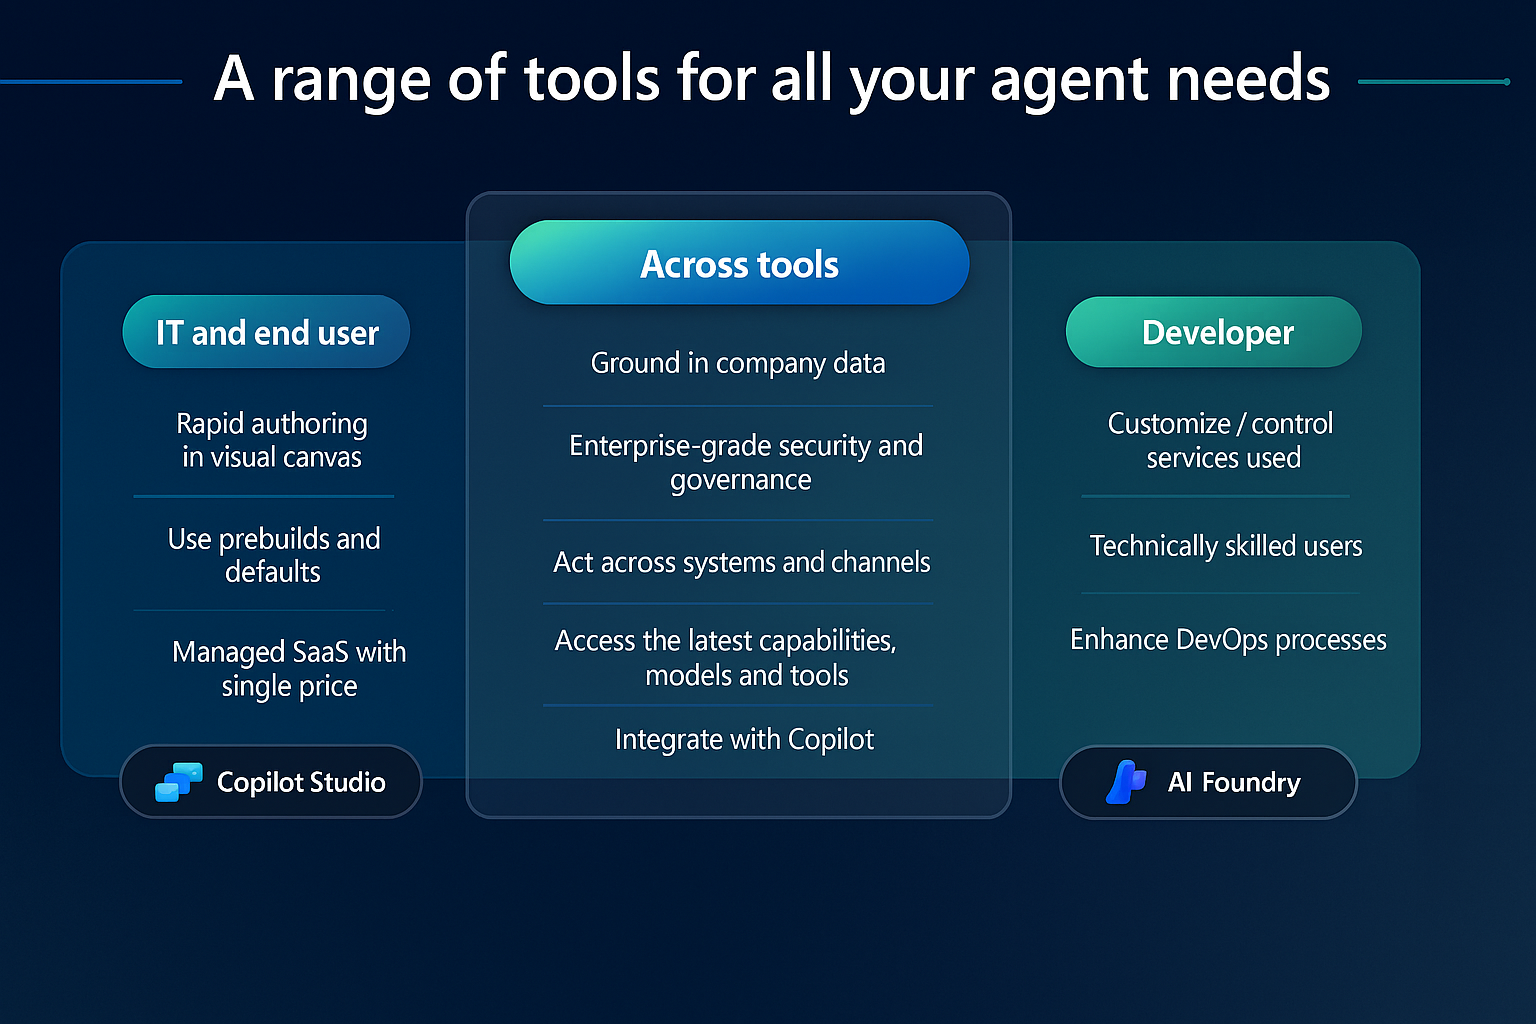 A range of tools for all your agent needs
IT and end user
Rapid authoring
in visual canvas
Use prebuilds and
defaults
Managed SaaS with
single price
Copilot Studio
Across tools
Ground in company data
Enterprise-grade security and
governance
Act across systems and channels
Access the latest capabilities,
models and tools
Integrate with Copilot
Developer
Customize / control
services used
Technically skilled users
Enhance DevOps processes
AI Foundry